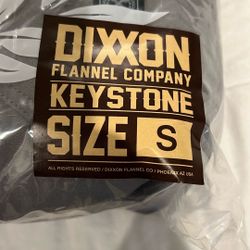 DIXXON
FLANNEL COMPANY
KEYSTONE
SIZE S
ALL RIGHTS RESERVED / DIXXON FLANNEL CO / PHOENIX AZ USA